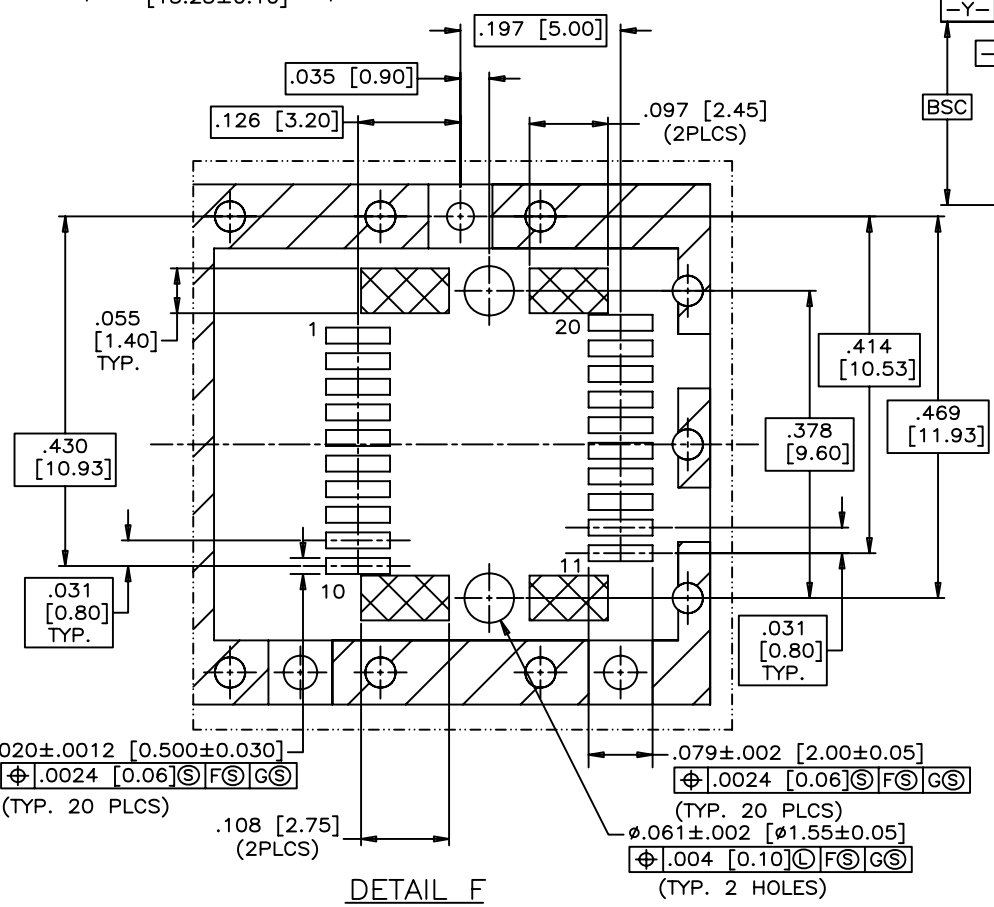 .197 [5.00]
-Y-
.035 [0.90]
BSC
.126 [3.20]
.097 [2.45]
(2PLCS)
.055
[1.40]
TYP.
1
20
.414
[10.53]
.469
[11.93]
.430
[10.93]
.378
[9.60]
10
11
.031
[0.80]
TYP.
.031
[0.80]
TYP.
020±.0012 [0.500±0.030]
⌖ .0024 [0.06]Ⓢ FⓈ GⓈ
(TYP. 20 PLCS)
.079±.002 [2.00±0.05]
⌖ .0024 [0.06]Ⓢ FⓈ GⓈ
(TYP. 20 PLCS)
.108 [2.75]
(2PLCS)
ø.061±.002 [ø1.55±0.05]
⌖ .004 [0.10]Ⓛ FⓈ GⓈ
(TYP. 2 HOLES)
DETAIL F